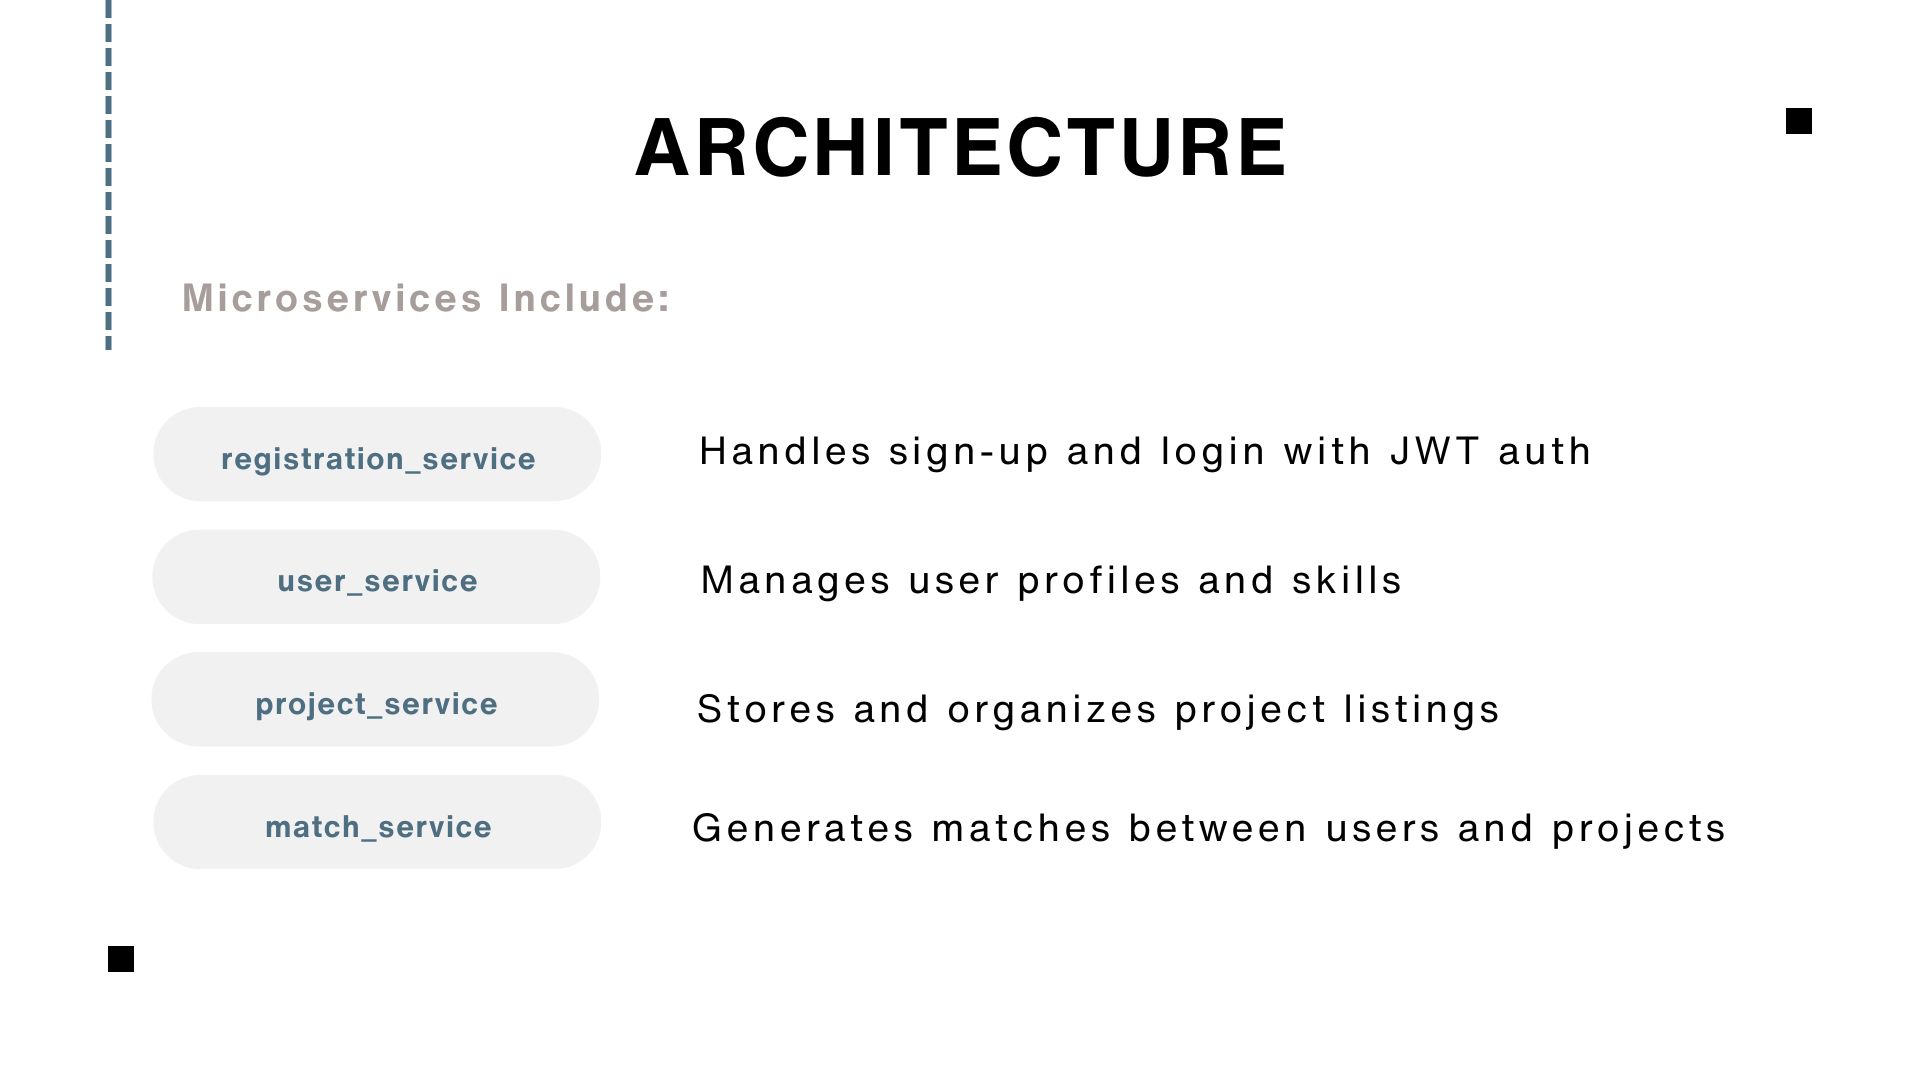 ARCHITECTURE
Microservices Include:
registration_service
Handles sign-up and login with JWT auth
user_service
Manages user profiles and skills
project_service
Stores and organizes project listings
match_service
Generates matches between users and projects